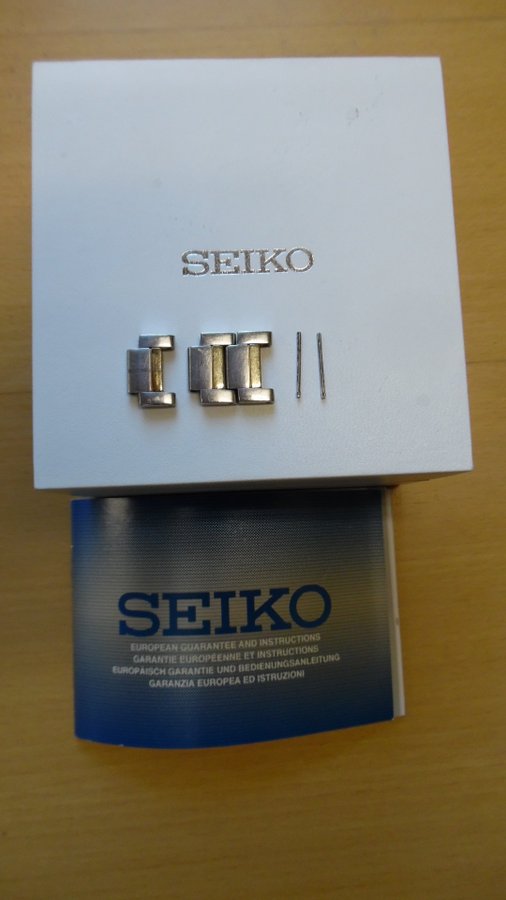 SEIKO
SEIKO
EUROPEAN GUARANTEE AND INSTRUCTIONS
GARANTIE EUROPÉENNE ET INSTRUCTIONS
EUROPÄISCH GARANTIE UND BEDIENUNGSANLEITUNG
GARANZIA EUROPEA ED ISTRUZIONI